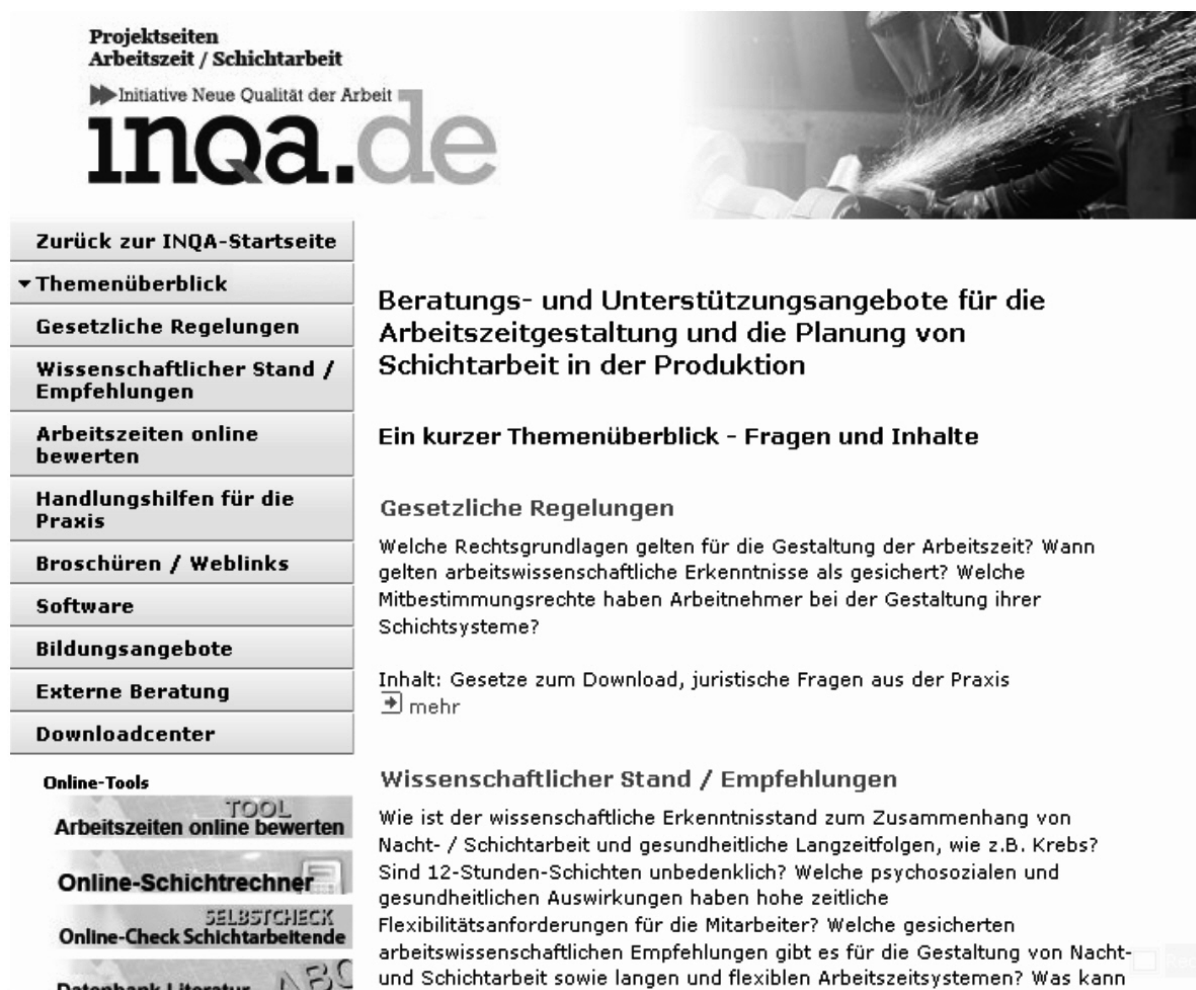 Projektseiten
Arbeitszeit / Schichtarbeit
Initiative Neue Qualität der Arbeit
inqa.de
Zurück zur INQA-Startseite
Themenüberblick
Gesetzliche Regelungen
Wissenschaftlicher Stand /
Empfehlungen
Arbeitszeiten online
bewerten
Handlungshilfen für die
Praxis
Broschüren / Weblinks
Software
Bildungsangebote
Externe Beratung
Downloadcenter
Online-Tools
TOOL
Arbeitszeiten online bewerten
Online-Schichtrechner
SELBSTCHECK
Online-Check Schichtarbeitende
ABC
Datenbank Literatur
Beratungs- und Unterstützungsangebote für die
Arbeitszeitgestaltung und die Planung von
Schichtarbeit in der Produktion
Ein kurzer Themenüberblick - Fragen und Inhalte
Gesetzliche Regelungen
Welche Rechtsgrundlagen gelten für die Gestaltung der Arbeitszeit? Wann
gelten arbeitswissenschaftliche Erkenntnisse als gesichert? Welche
Mitbestimmungsrechte haben Arbeitnehmer bei der Gestaltung ihrer
Schichtsysteme?
Inhalt: Gesetze zum Download, juristische Fragen aus der Praxis
mehr
Wissenschaftlicher Stand / Empfehlungen
Wie ist der wissenschaftliche Erkenntnisstand zum Zusammenhang von
Nacht- / Schichtarbeit und gesundheitliche Langzeitfolgen, wie z.B. Krebs?
Sind 12-Stunden-Schichten unbedenklich? Welche psychosozialen und
gesundheitlichen Auswirkungen haben hohe zeitliche
Flexibilitätsanforderungen für die Mitarbeiter? Welche gesicherten
arbeitswissenschaftlichen Empfehlungen gibt es für die Gestaltung von Nacht-
und Schichtarbeit sowie langen und flexiblen Arbeitszeitsystemen? Was kann